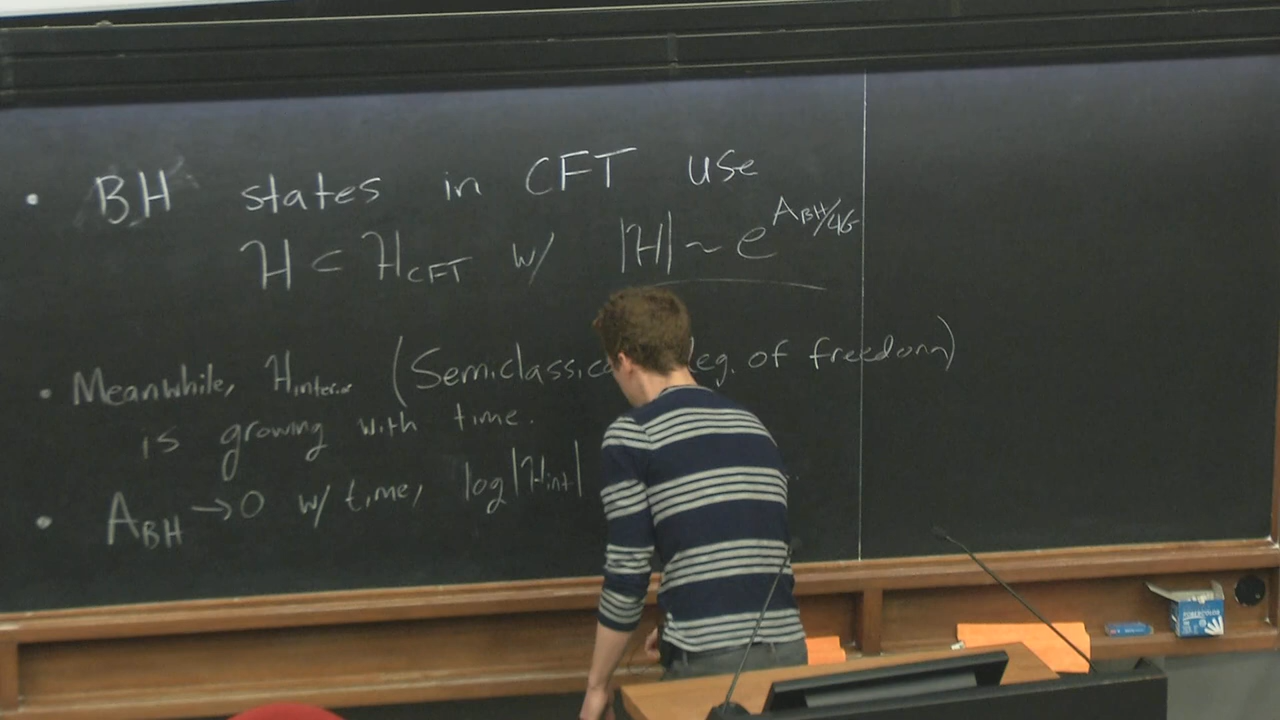 • BH states in CFT use
H ⊂ H_CFT w/ |H| ~ e^{A_BH/4G}
• Meanwhile, H_interior (Semiclassical deg. of freedom)
is growing with time.
• A_BH → 0 w/ time, log|H_int|